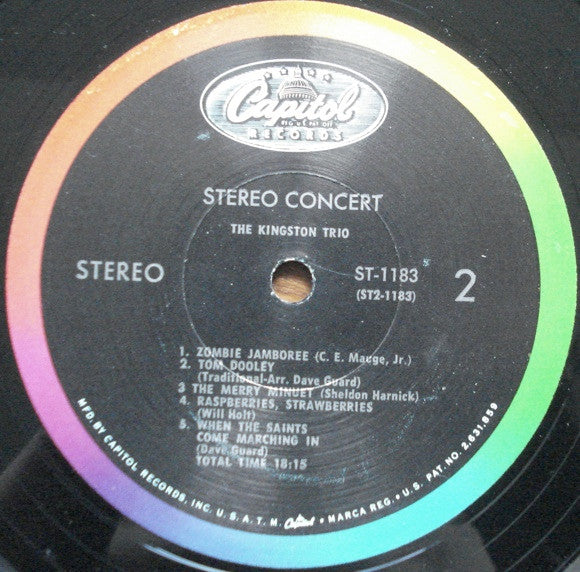 Capitol
REG. U.S. PAT. OFF.
RECORDS
STEREO CONCERT
THE KINGSTON TRIO
STEREO
ST-1183
(ST2-1183)
2
1. ZOMBIE JAMBOREE (C. E. Mauge, Jr.)
2. TOM DOOLEY
(Traditional-Arr. Dave Guard)
3 THE MERRY MINUET (Sheldon Harnick)
4. RASPBERRIES, STRAWBERRIES
(Will Holt)
5. WHEN THE SAINTS
COME MARCHING IN
(Dave Guard)
TOTAL TIME 18:15
MFD. BY CAPITOL RECORDS, INC. U. S. A. T. M. Capitol • MARCA REG. • U. S. PAT. NO. 2,631,859